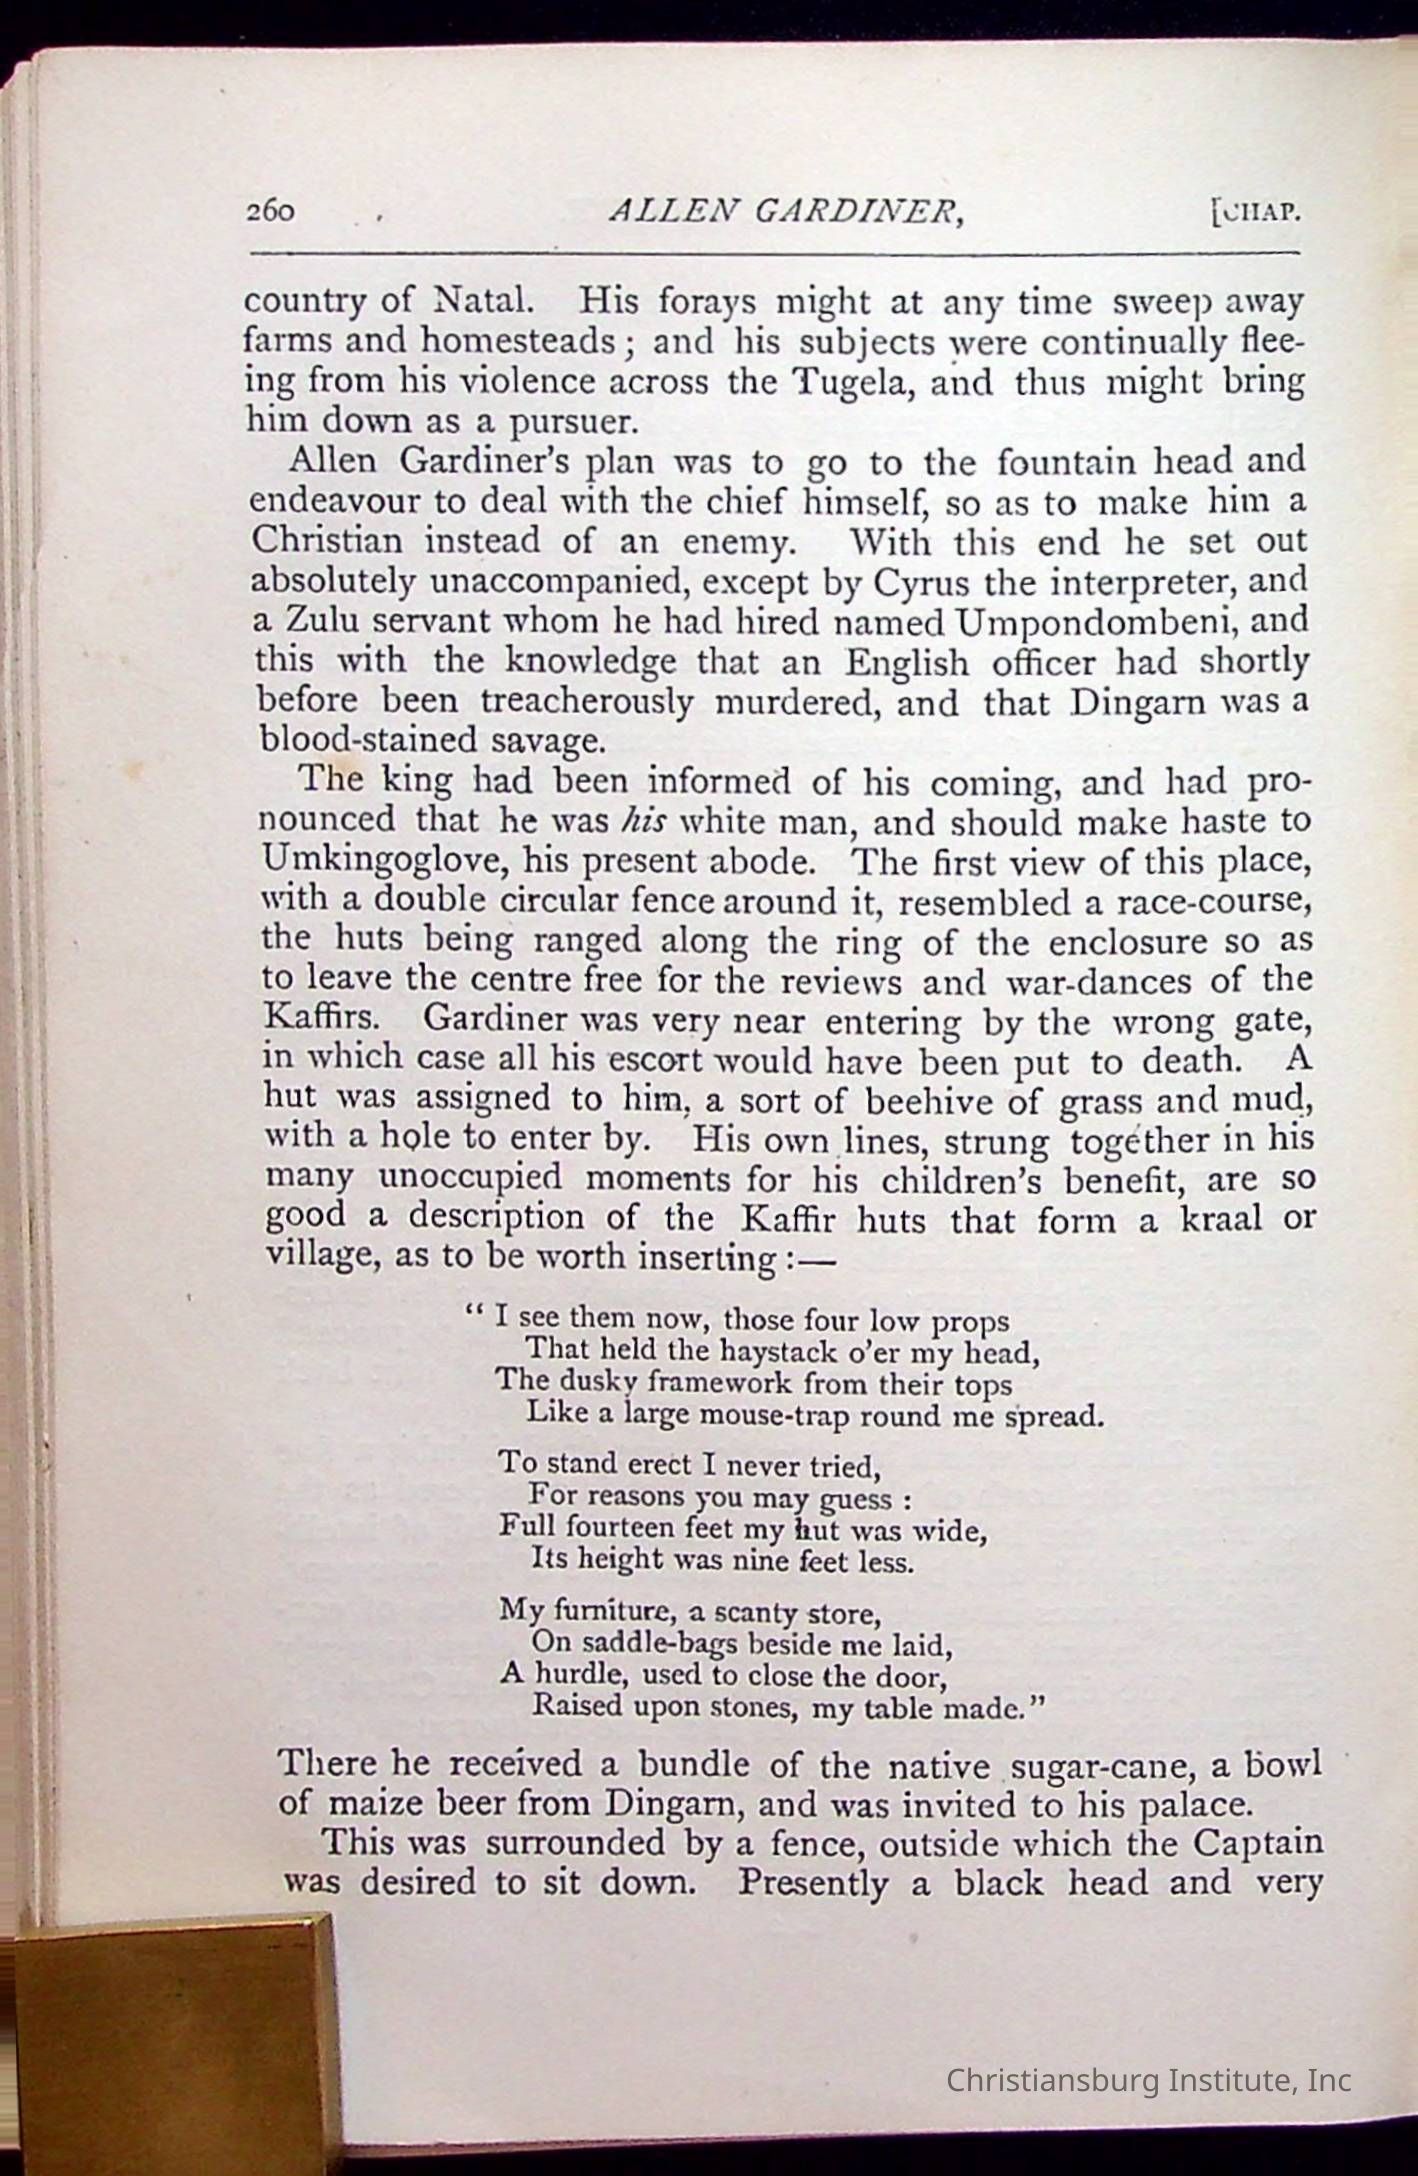 260 ALLEN GARDINER, [CHAP.
country of Natal. His forays might at any time sweep away
farms and homesteads; and his subjects were continually flee-
ing from his violence across the Tugela, and thus might bring
him down as a pursuer.
Allen Gardiner's plan was to go to the fountain head and
endeavour to deal with the chief himself, so as to make him a
Christian instead of an enemy. With this end he set out
absolutely unaccompanied, except by Cyrus the interpreter, and
a Zulu servant whom he had hired named Umpondombeni, and
this with the knowledge that an English officer had shortly
before been treacherously murdered, and that Dingarn was a
blood-stained savage.
The king had been informed of his coming, and had pro-
nounced that he was his white man, and should make haste to
Umkingoglove, his present abode. The first view of this place,
with a double circular fence around it, resembled a race-course,
the huts being ranged along the ring of the enclosure so as
to leave the centre free for the reviews and war-dances of the
Kaffirs. Gardiner was very near entering by the wrong gate,
in which case all his escort would have been put to death. A
hut was assigned to him, a sort of beehive of grass and mud,
with a hole to enter by. His own lines, strung together in his
many unoccupied moments for his children's benefit, are so
good a description of the Kaffir huts that form a kraal or
village, as to be worth inserting :—
“ I see them now, those four low props
That held the haystack o'er my head,
The dusky framework from their tops
Like a large mouse-trap round me spread.
To stand erect I never tried,
For reasons you may guess :
Full fourteen feet my hut was wide,
Its height was nine feet less.
My furniture, a scanty store,
On saddle-bags beside me laid,
A hurdle, used to close the door,
Raised upon stones, my table made.”
There he received a bundle of the native sugar-cane, a bowl
of maize beer from Dingarn, and was invited to his palace.
This was surrounded by a fence, outside which the Captain
was desired to sit down. Presently a black head and very
Christiansburg Institute, Inc